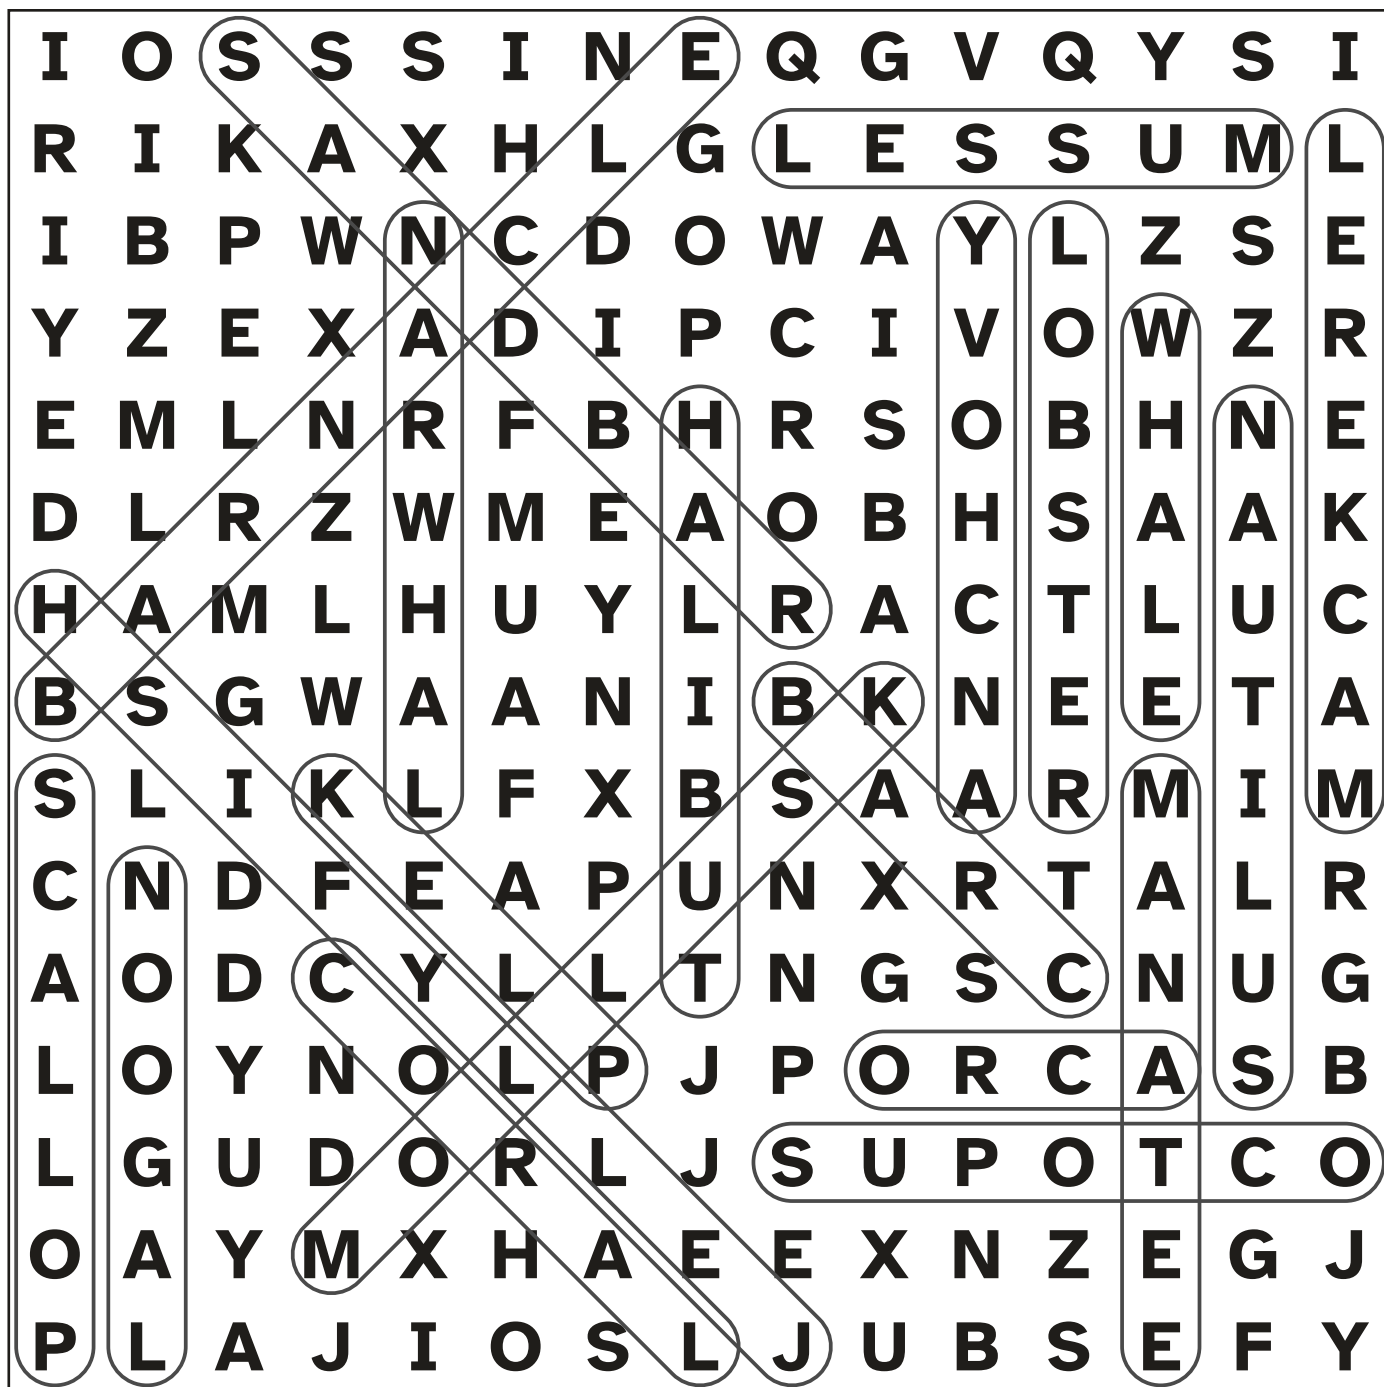 I O S S S I N E Q G V Q Y S I
R I K A X H L G L E S S U M L
I B P W N C D O W A Y L Z S E
Y Z E X A D I P C I V O W Z R
E M L N R F B H R S O B H N E
D L R Z W M E A O B H S A A K
H A M L H U Y L R A C T L U C
B S G W A A N I B K N E E T A
S L I K L F X B S A A R M I M
C N D F E A P U N X R T A L R
A O D C Y L L T N G S C N U G
L O Y N O L P J P O R C A S B
L G U D O R L J S U P O T C O
O A Y M X H A E E X N Z E G J
P L A J I O S L J U B S E F Y